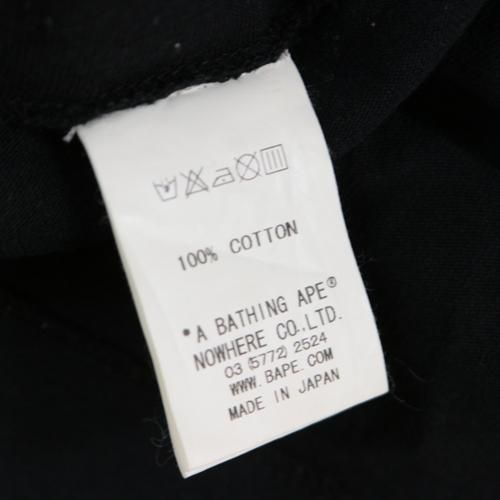 100% COTTON
*A BATHING APE®
NOWHERE CO.,LTD.
03 (5772) 2524
WWW.BAPE.COM
MADE IN JAPAN